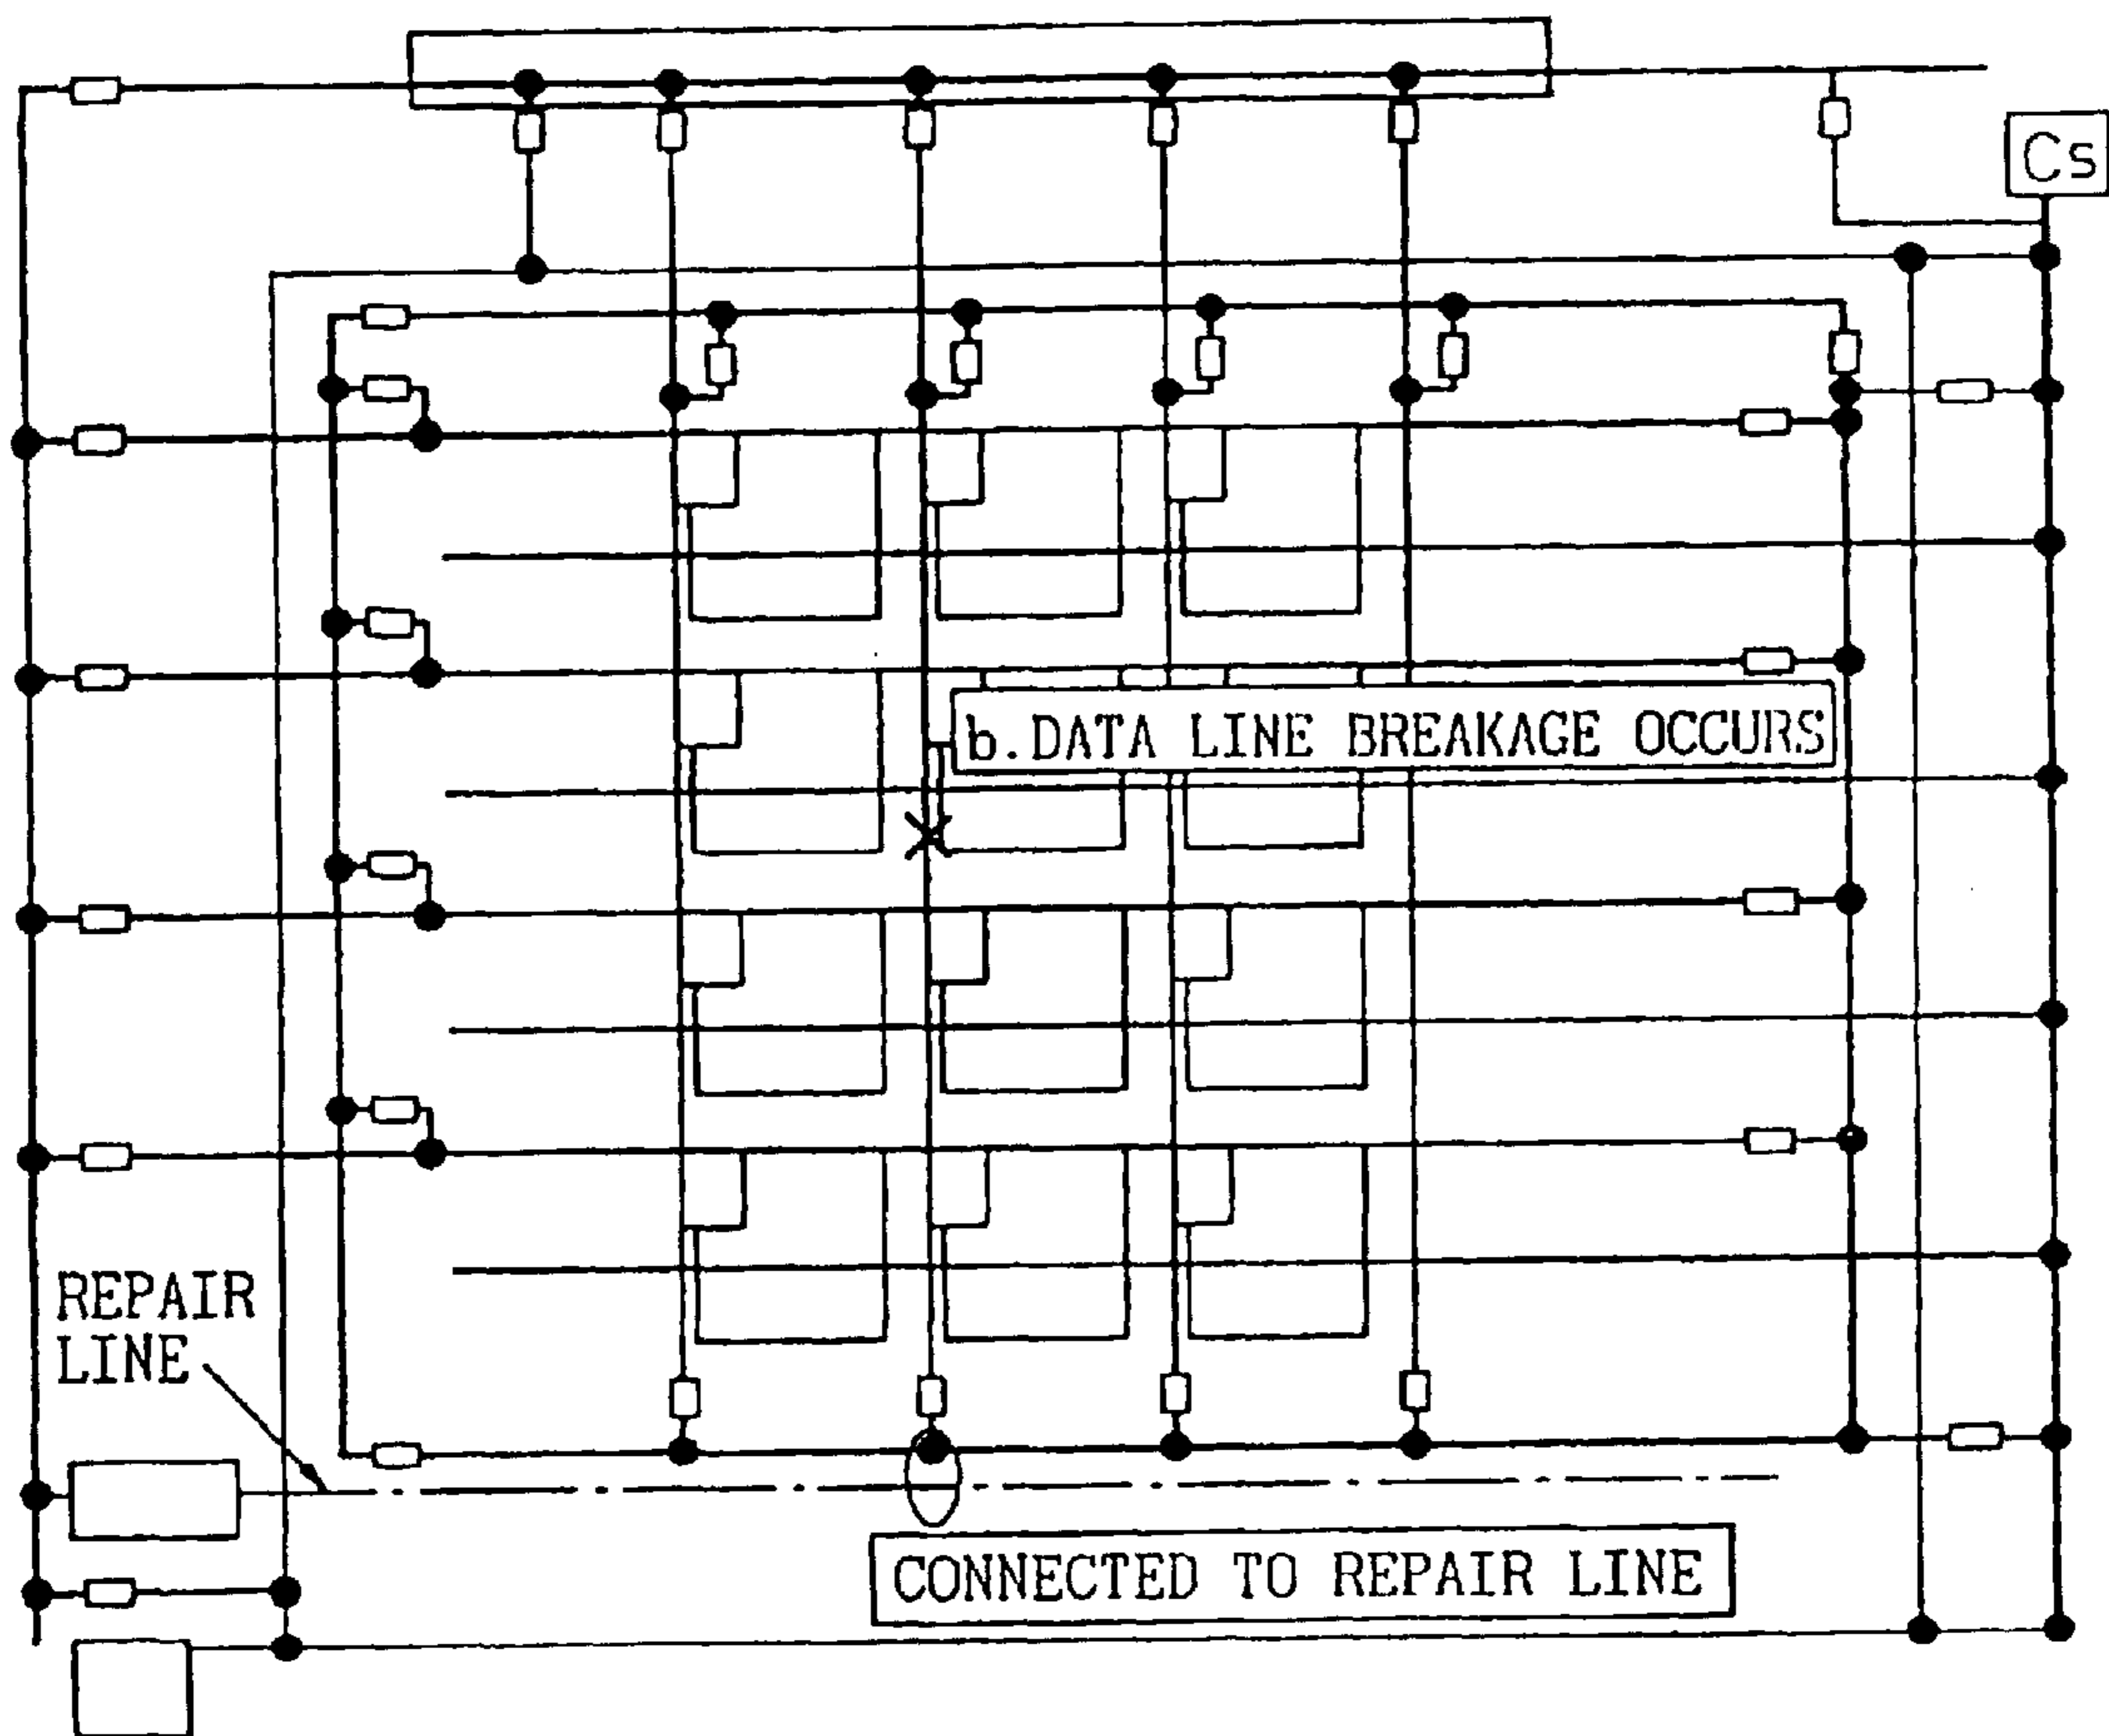 Cs
b. DATA LINE BREAKAGE OCCURS
REPAIR
LINE
CONNECTED TO REPAIR LINE